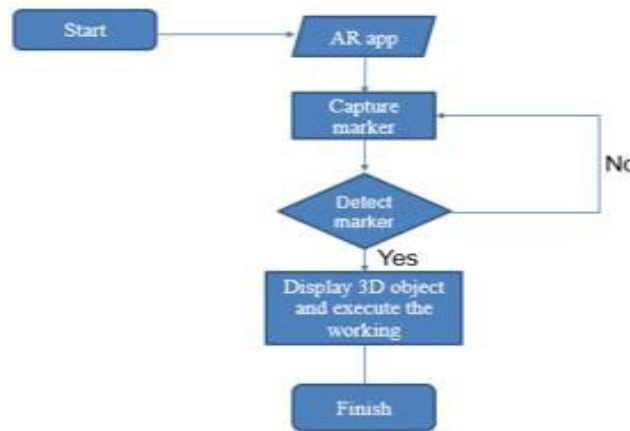 Start
AR app
Capture
marker
Detect
marker
No
Yes
Display 3D object
and execute the
working
Finish